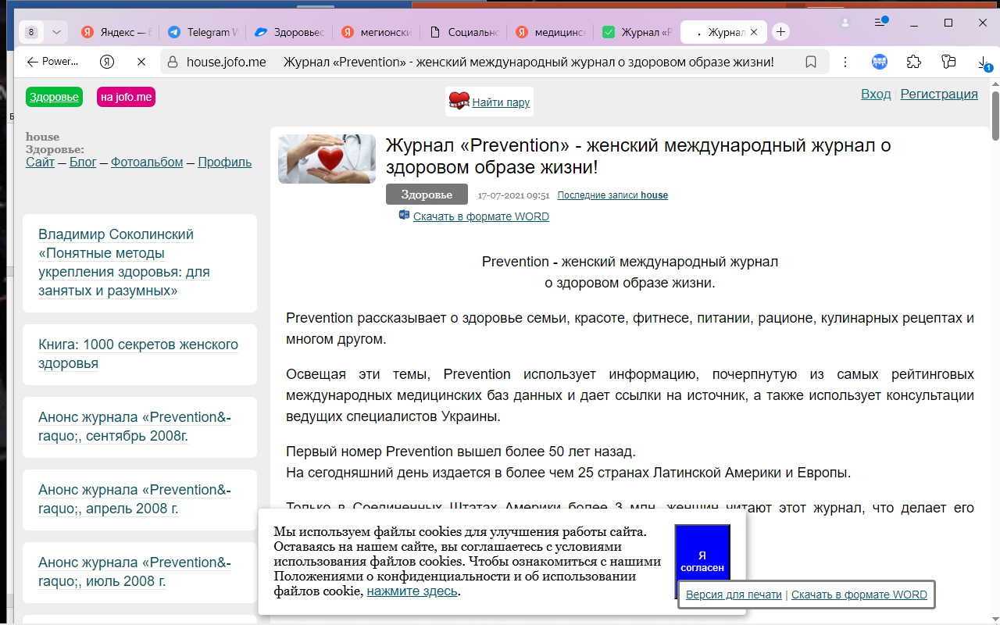 8
Яндекс — б
Telegram W
Здоровьес
мегионски
Социально
медицинск
Журнал «Р
Журнал
Power...
house.jofo.me
Журнал «Prevention» - женский международный журнал о здоровом образе жизни!
1
Здоровье
на jofo.me
Найти пару
Вход | Регистрация
house
Здоровье:
Сайт — Блог — Фотоальбом — Профиль
Владимир Соколинский
«Понятные методы
укрепления здоровья: для
занятых и разумных»
Книга: 1000 секретов женского
здоровья
Анонс журнала «Prevention&-
raquo;, сентябрь 2008г.
Анонс журнала «Prevention&-
raquo;, апрель 2008 г.
Анонс журнала «Prevention&-
raquo;, июль 2008 г.
Журнал «Prevention» - женский международный журнал о
здоровом образе жизни!
Здоровье 17-07-2021 09:51 Последние записи house
Скачать в формате WORD
Prevention - женский международный журнал
о здоровом образе жизни.
Prevention рассказывает о здоровье семьи, красоте, фитнесе, питании, рационе, кулинарных рецептах и
многом другом.
Освещая эти темы, Prevention использует информацию, почерпнутую из самых рейтинговых
международных медицинских баз данных и дает ссылки на источник, а также использует консультации
ведущих специалистов Украины.
Первый номер Prevention вышел более 50 лет назад.
На сегодняшний день издается в более чем 25 странах Латинской Америки и Европы.
Только в Соединенных Штатах Америки более 3 млн. женщин читают этот журнал, что делает его
Мы используем файлы cookies для улучшения работы сайта.
Оставаясь на нашем сайте, вы соглашаетесь с условиями
использования файлов cookies. Чтобы ознакомиться с нашими
Положениями о конфиденциальности и об использовании
файлов cookie, нажмите здесь.
Я
согласен
Версия для печати | Скачать в формате WORD